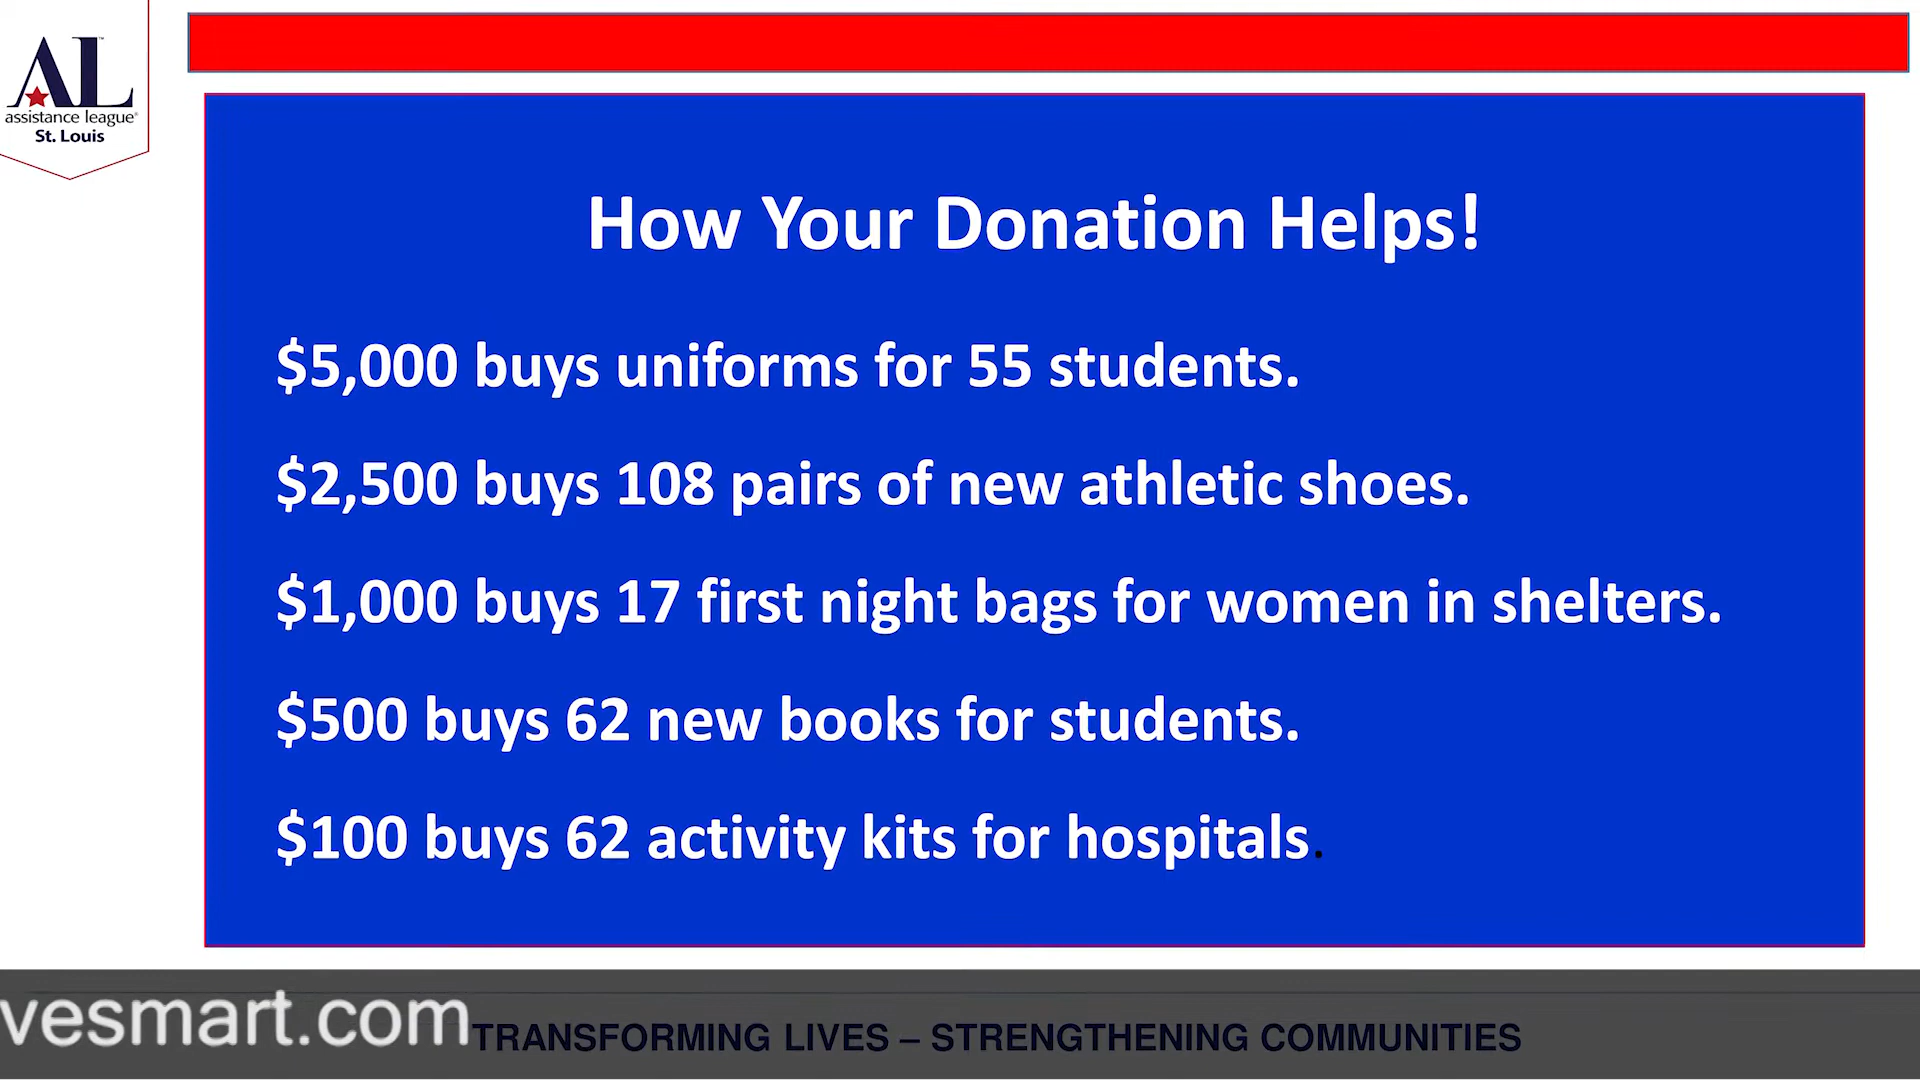 AL™
assistance league®
St. Louis
How Your Donation Helps!
$5,000 buys uniforms for 55 students.
$2,500 buys 108 pairs of new athletic shoes.
$1,000 buys 17 first night bags for women in shelters.
$500 buys 62 new books for students.
$100 buys 62 activity kits for hospitals.
vesmart.com
TRANSFORMING LIVES – STRENGTHENING COMMUNITIES